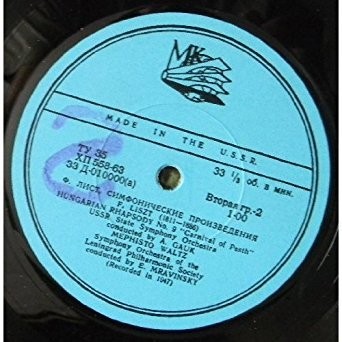 МК
MADE IN THE U.S.S.R.
ТУ 35
ХП 558-63
33 Д-010000(а)
33 1/3 об. в мин.
Вторая ГР.-2
1-00
Ф. ЛИСТ. СИМФОНИЧЕСКИЕ ПРОИЗВЕДЕНИЯ
F. LISZT (1811—1886)
HUNGARIAN RHAPSODY No. 9 "Carnival of Pesth"
USSR State Symphony Orchestra
conducted by A. GAUK
MEPHISTO WALTZ
Symphony Orchestra of the
Leningrad Philharmonic Society
conducted by E. MRAVINSKY
(Recorded in 1947)